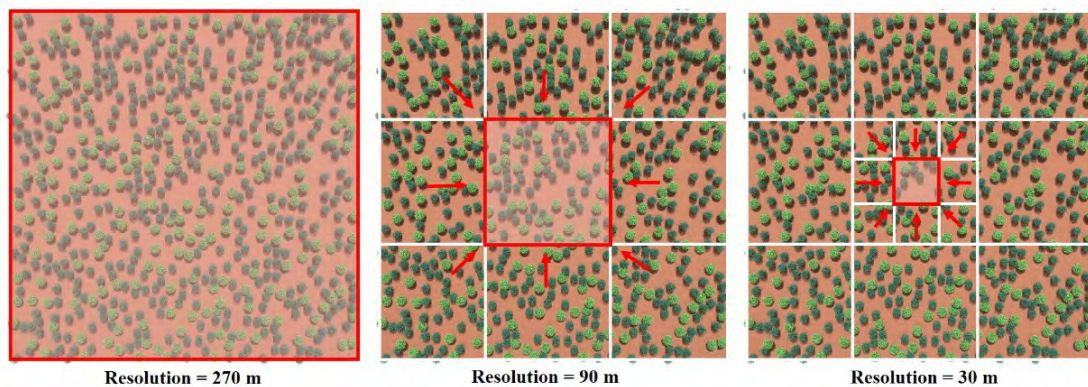 Resolution = 270 m
Resolution = 90 m
Resolution = 30 m